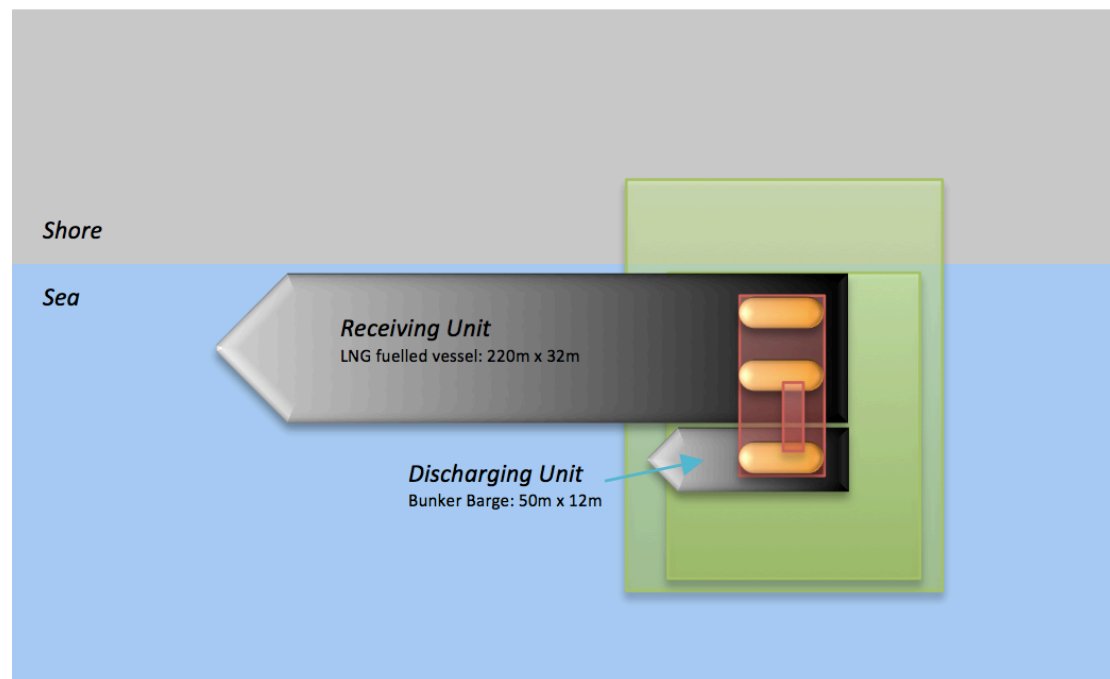 Shore
Sea
Receiving Unit
LNG fuelled vessel: 220m x 32m
Discharging Unit
Bunker Barge: 50m x 12m